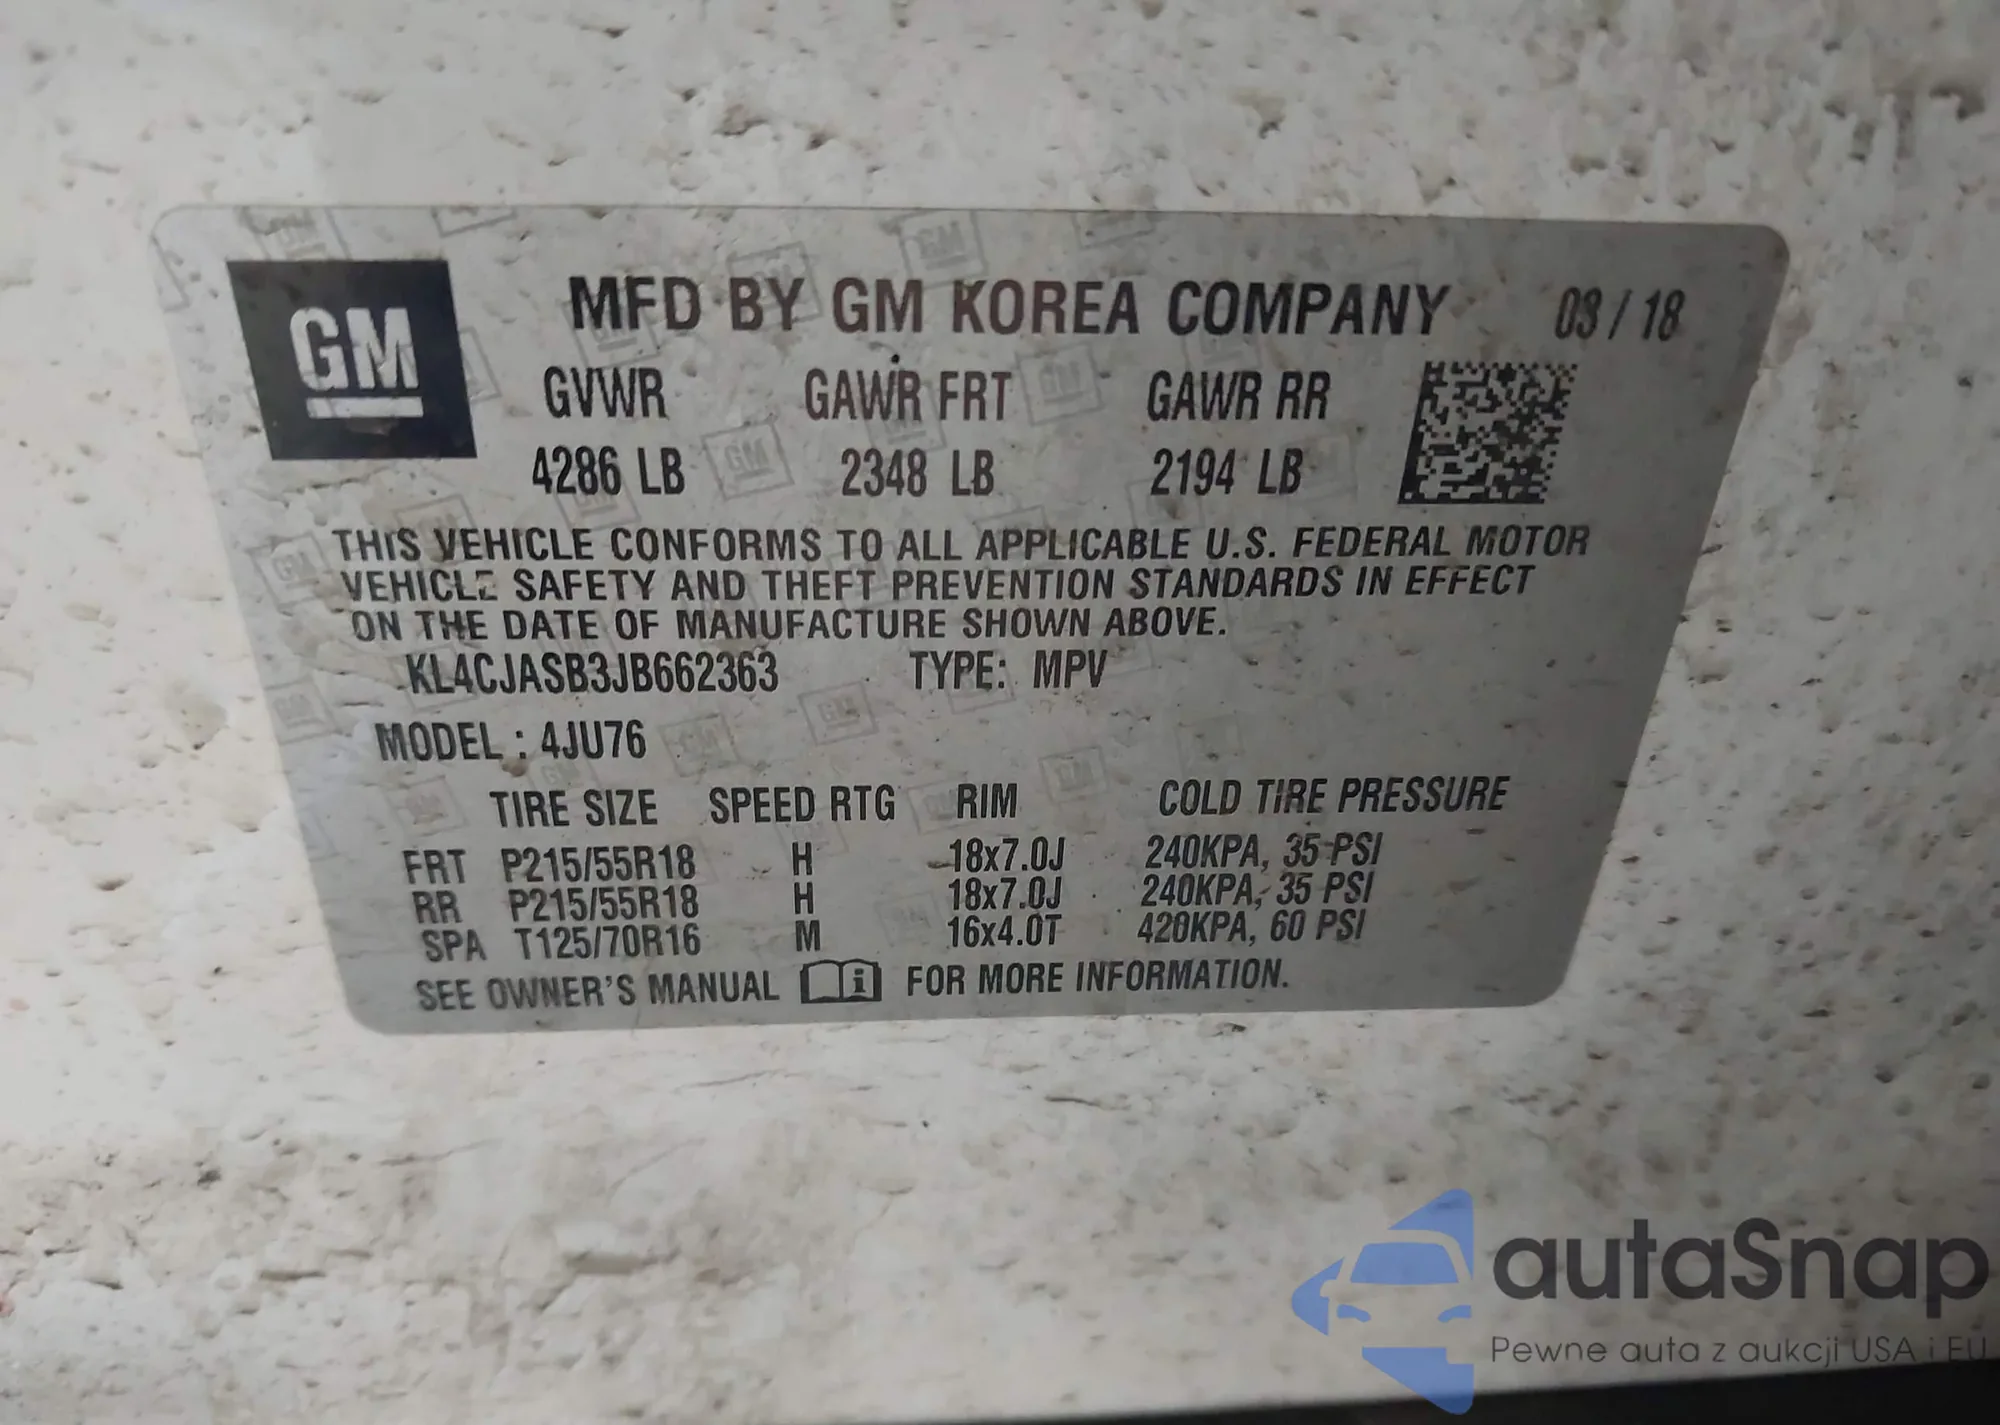 GM
MFD BY GM KOREA COMPANY 03 / 18
GVWR GAWR FRT GAWR RR
4286 LB 2348 LB 2194 LB
THIS VEHICLE CONFORMS TO ALL APPLICABLE U.S. FEDERAL MOTOR
VEHICLE SAFETY AND THEFT PREVENTION STANDARDS IN EFFECT
ON THE DATE OF MANUFACTURE SHOWN ABOVE.
KL4CJASB3JB662363 TYPE: MPV
MODEL : 4JU76
TIRE SIZE SPEED RTG RIM COLD TIRE PRESSURE
FRT P215/55R18 H 18x7.0J 240KPA, 35 PSI
RR P215/55R18 H 18x7.0J 240KPA, 35 PSI
SPA T125/70R16 M 16x4.0T 420KPA, 60 PSI
SEE OWNER'S MANUAL i FOR MORE INFORMATION.
autaSnap
Pewne auta z aukcji USA i EU